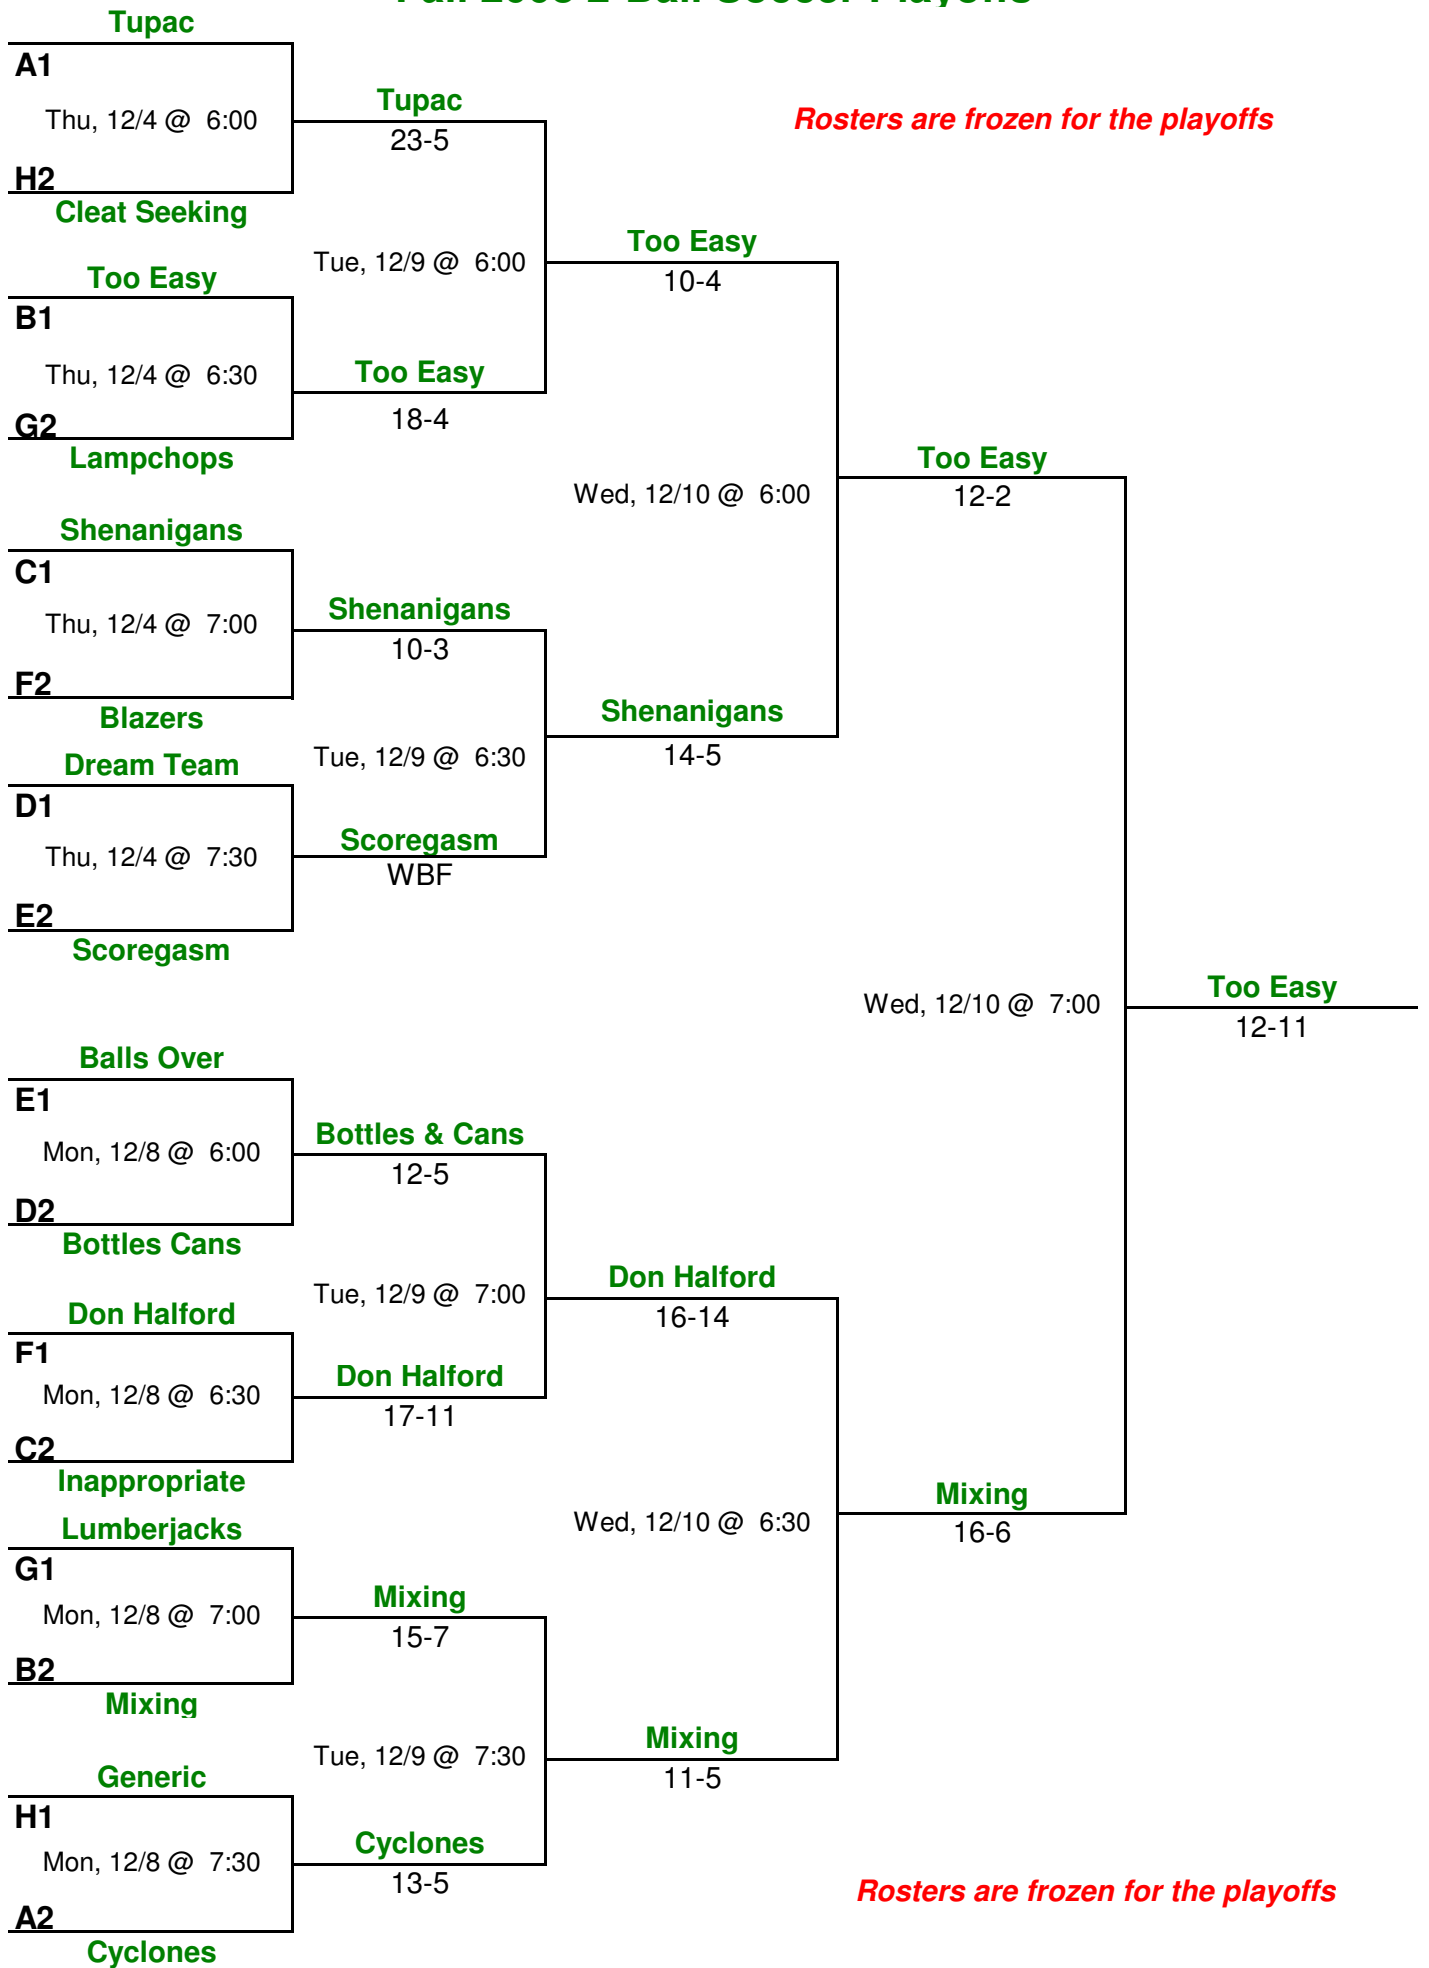 Tupac
A1
Thu, 12/4 @ 6:00
H2
Cleat Seeking
Too Easy
B1
Thu, 12/4 @ 6:30
G2
Lampchops
Shenanigans
C1
Thu, 12/4 @ 7:00
F2
Blazers
Dream Team
D1
Thu, 12/4 @ 7:30
E2
Scoregasm
Balls Over
E1
Mon, 12/8 @ 6:00
D2
Bottles Cans
Don Halford
F1
Mon, 12/8 @ 6:30
C2
Inappropriate
Lumberjacks
G1
Mon, 12/8 @ 7:00
B2
Mixing
Generic
H1
Mon, 12/8 @ 7:30
A2
Cyclones
Tupac
23-5
Tue, 12/9 @ 6:00
Too Easy
18-4
Shenanigans
10-3
Tue, 12/9 @ 6:30
Scoregasm
WBF
Bottles & Cans
12-5
Tue, 12/9 @ 7:00
Don Halford
17-11
Mixing
15-7
Tue, 12/9 @ 7:30
Cyclones
13-5
Too Easy
10-4
Wed, 12/10 @ 6:00
Shenanigans
14-5
Don Halford
16-14
Wed, 12/10 @ 6:30
Mixing
11-5
Rosters are frozen for the playoffs
Too Easy
12-2
Wed, 12/10 @ 7:00
Mixing
16-6
Too Easy
12-11
Rosters are frozen for the playoffs